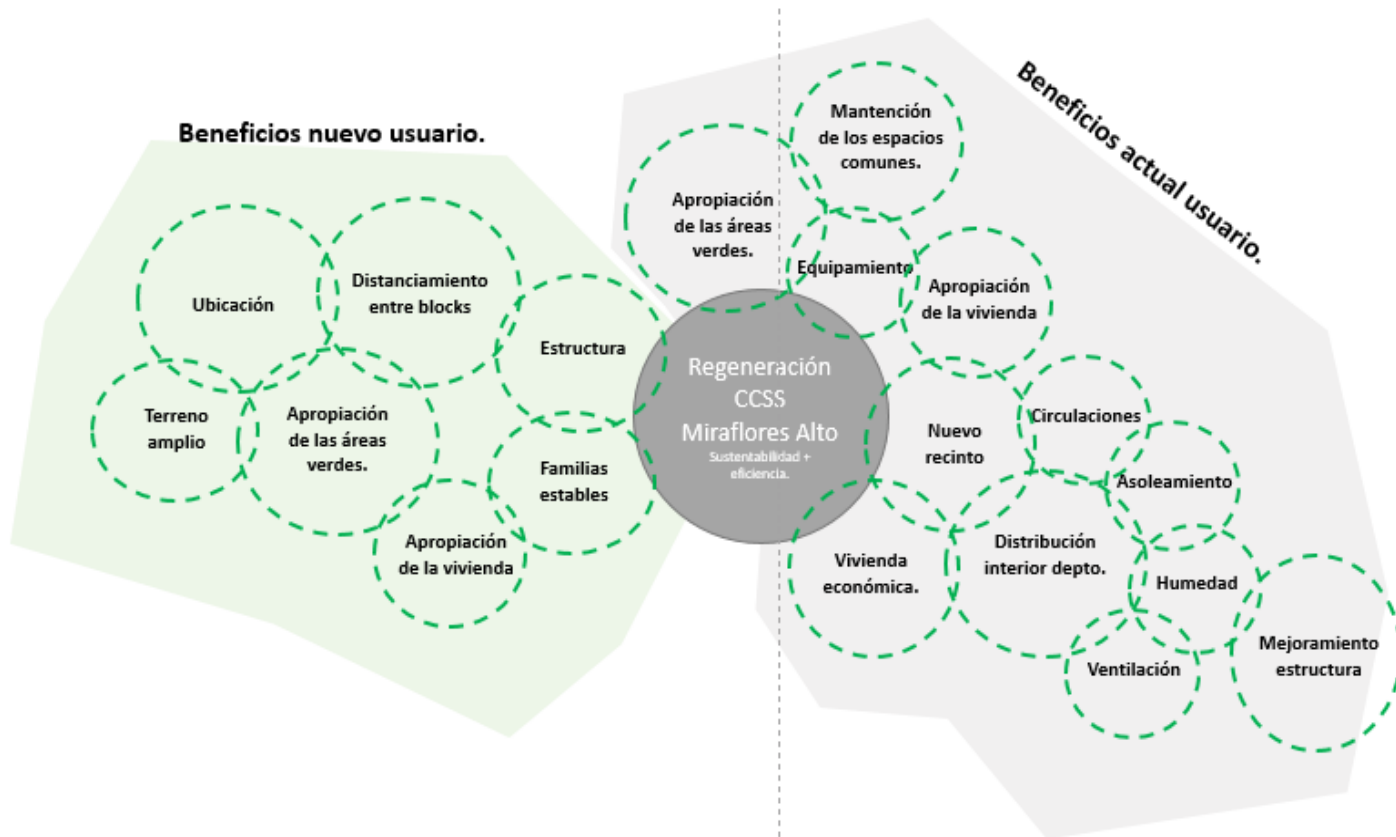 Beneficios nuevo usuario.
Ubicación
Distanciamiento
entre blocks
Estructura
Terreno
amplio
Apropiación
de las áreas
verdes.
Familias
estables
Apropiación
de la vivienda
Regeneración
CCSS
Miraflores Alto
Sustentabilidad +
eficiencia.
Beneficios actual usuario.
Mantención
de los espacios
comunes.
Apropiación
de las áreas
verdes.
Equipamiento
Apropiación
de la vivienda
Nuevo
recinto
Circulaciones
Asoleamiento
Vivienda
económica.
Distribución
interior depto.
Humedad
Ventilación
Mejoramiento
estructura